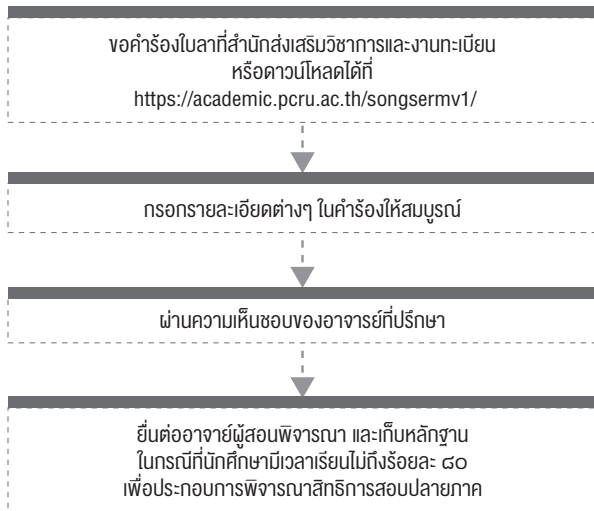 ขอคำร้องใบลาที่สำนักส่งเสริมวิชาการและงานทะเบียน
หรือดาวน์โหลดได้ที่
https://academic.pcru.ac.th/songsermv1/
กรอกรายละเอียดต่างๆ ในคำร้องให้สมบูรณ์
ผ่านความเห็นชอบของอาจารย์ที่ปรึกษา
ยื่นต่ออาจาร์ย์ผู้สอนพิจารณา และเก็บหลักฐาน
ในกรณีที่นักศึกษามีเวลาเรียนไม่ถึงร้อยละ ๘๐
เพื่อประกอบการพิจารณาสิทธิการสอบปลายภาค